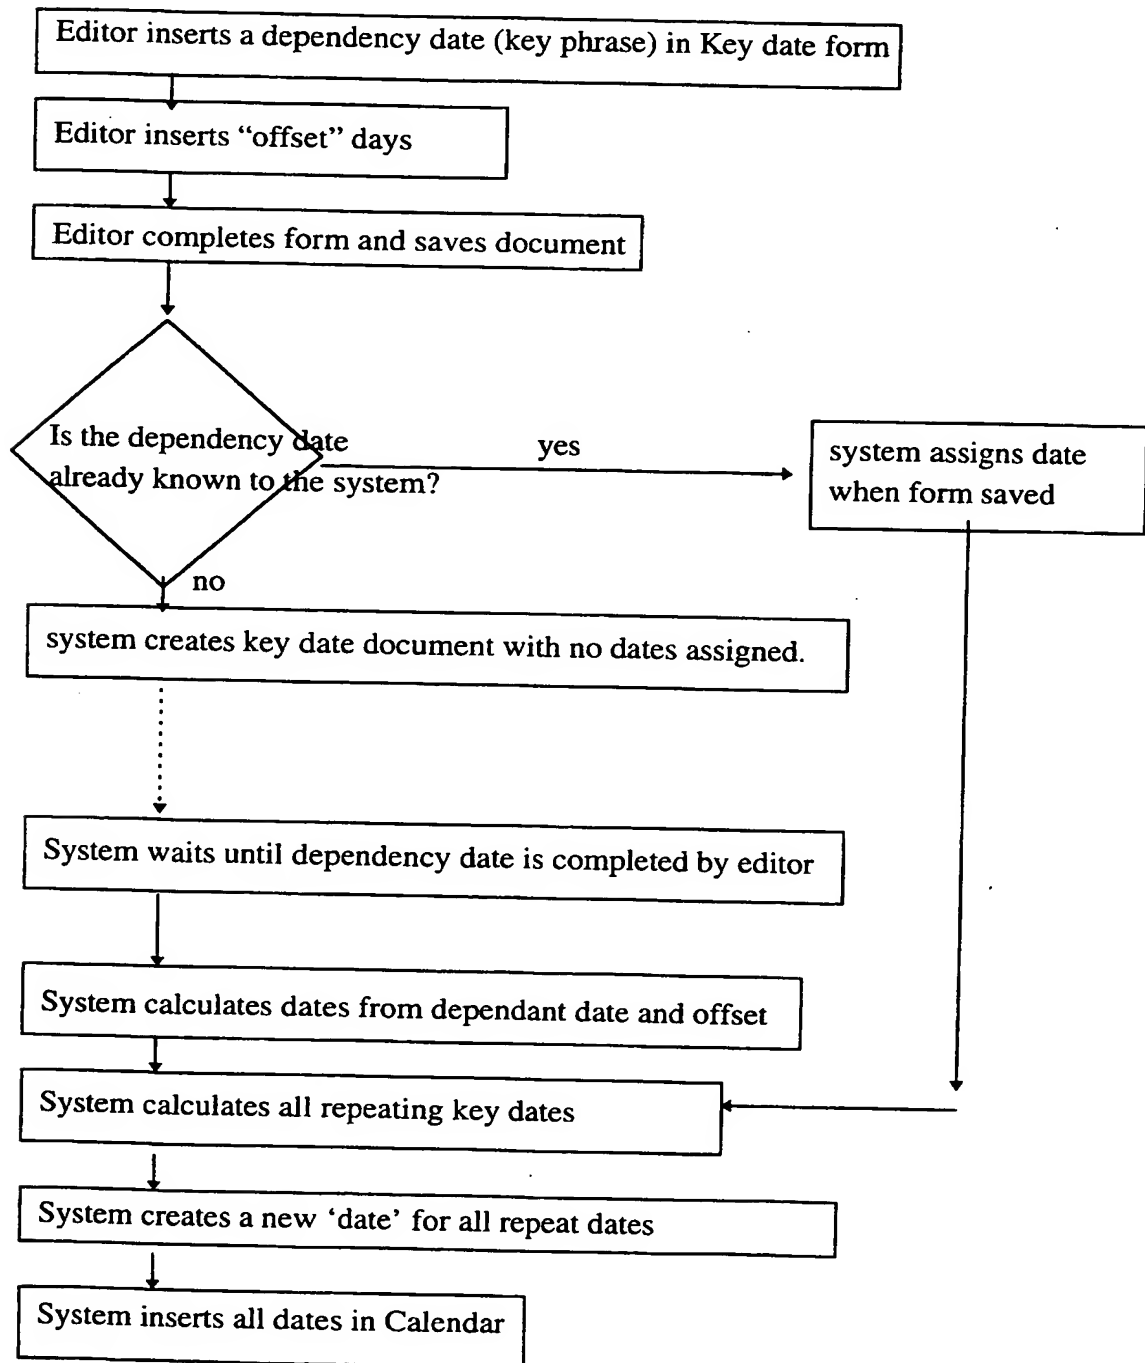 Editor inserts a dependency date (key phrase) in Key date form
Editor inserts “offset” days
Editor completes form and saves document
Is the dependency date
already known to the system?
yes
system assigns date
when form saved
no
system creates key date document with no dates assigned.
System waits until dependency date is completed by editor
System calculates dates from dependant date and offset
System calculates all repeating key dates
System creates a new ‘date’ for all repeat dates
System inserts all dates in Calendar